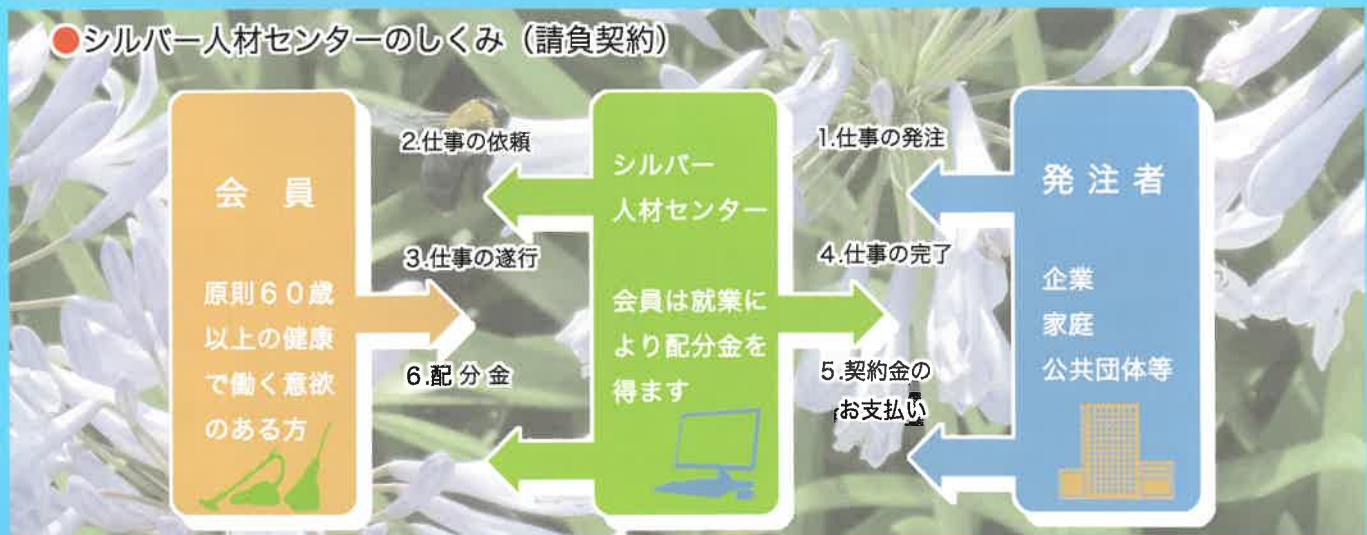 ●シルバー人材センターのしくみ（請負契約）
会員
原則６０歳
以上の健康
で働く意欲
のある方
2.仕事の依頼
3.仕事の遂行
6.配分金
シルバー
人材センター
会員は就業に
より配分金を
得ます
1.仕事の発注
4.仕事の完了
5.契約金の
お支払い
発注者
企業
家庭
公共団体等